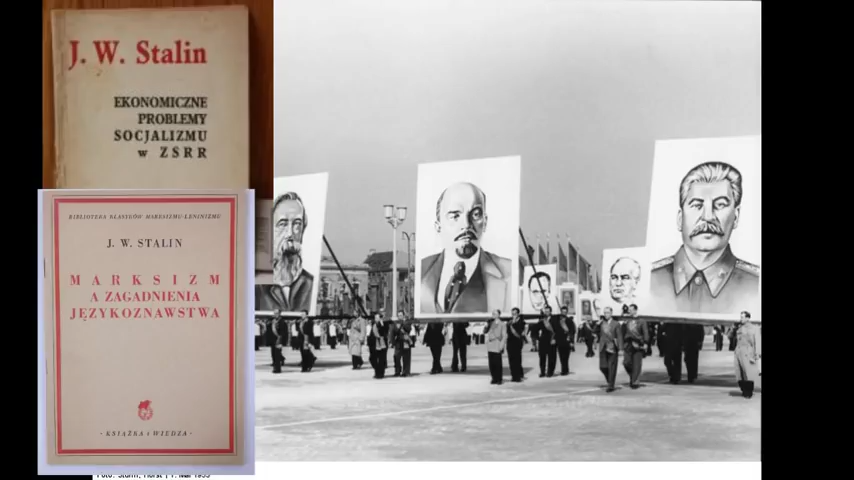 J. W. Stalin
EKONOMICZNE
PROBLEMY
SOCJALIZMU
w ZSRR
BIBLIOTEKA KLASYKÓW MARKSIZMU-LENINIZMU
J. W. STALIN
MARKSIZM
A ZAGADNIENIA
JĘZYKOZNAWSTWA
· KSIĄŻKA i WIEDZA ·
Foto: Sturm, Horst | 1. Mai 1953